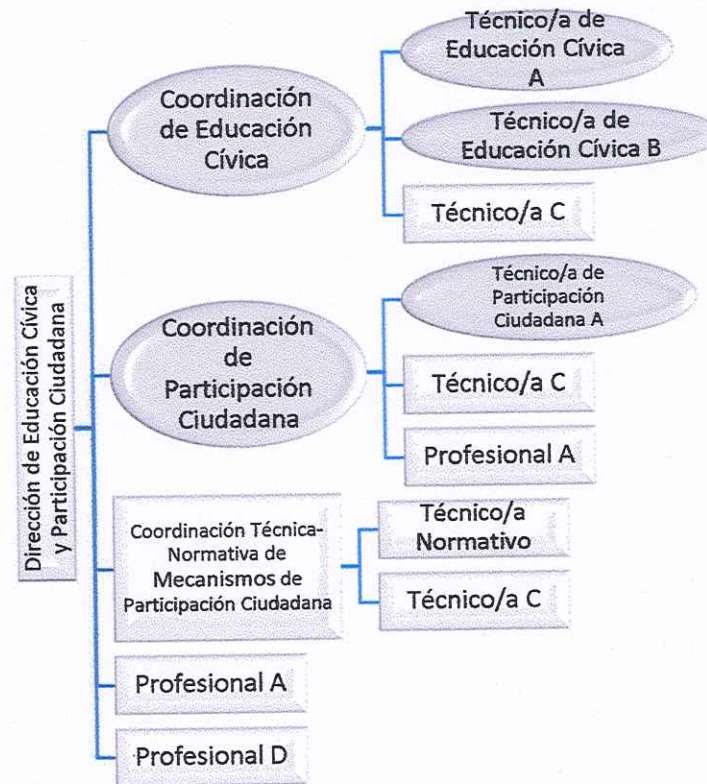 Dirección de Educación Cívica
y Participación Ciudadana
Coordinación
de Educación
Cívica
Técnico/a de
Educación Cívica
A
Técnico/a de
Educación Cívica B
Técnico/a C
Coordinación
de
Participación
Ciudadana
Técnico/a de
Participación
Ciudadana A
Técnico/a C
Profesional A
Coordinación Técnica-
Normativa de
Mecanismos de
Participación Ciudadana
Técnico/a
Normativo
Técnico/a C
Profesional A
Profesional D